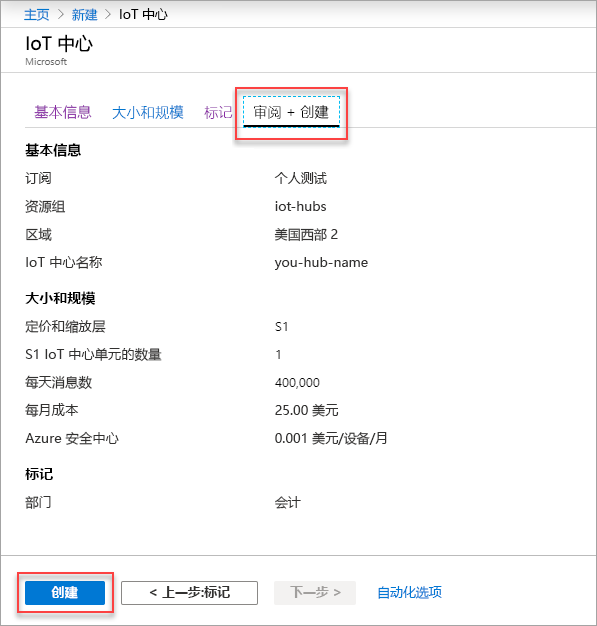 主页 > 新建 > IoT 中心
IoT 中心
Microsoft
基本信息 大小和规模 标记 审阅 + 创建
基本信息
订阅 个人测试
资源组 iot-hubs
区域 美国西部 2
IoT 中心名称 you-hub-name
大小和规模
定价和缩放层 S1
S1 IoT 中心单元的数量 1
每天消息数 400,000
每月成本 25.00 美元
Azure 安全中心 0.001 美元/设备/月
标记
部门 会计
创建 < 上一步:标记 下一步 > 自动化选项